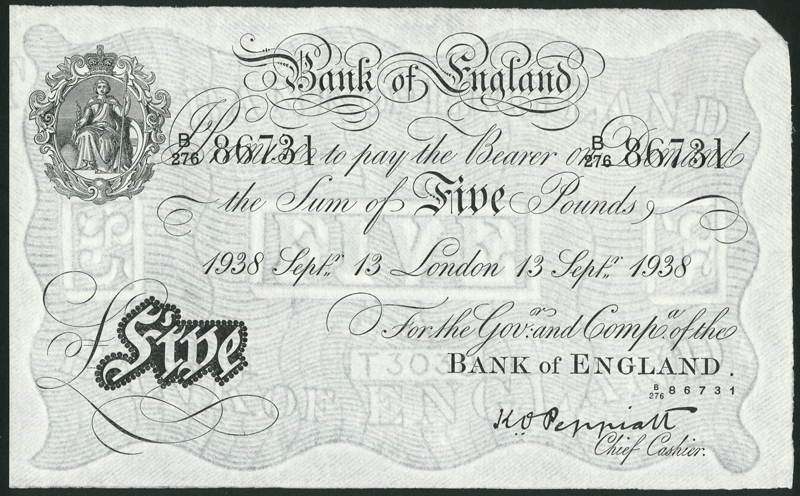 Bank of England
I Promise to pay the Bearer on Demand
B/276 86731 B/276 86731
the Sum of Five Pounds
1938 Septr. 13 London 13 Septr. 1938
For the Govr. and Compa. of the
Five
BANK of ENGLAND.
T303
B/276 86731
K.O. Peppiatt
Chief Cashier.